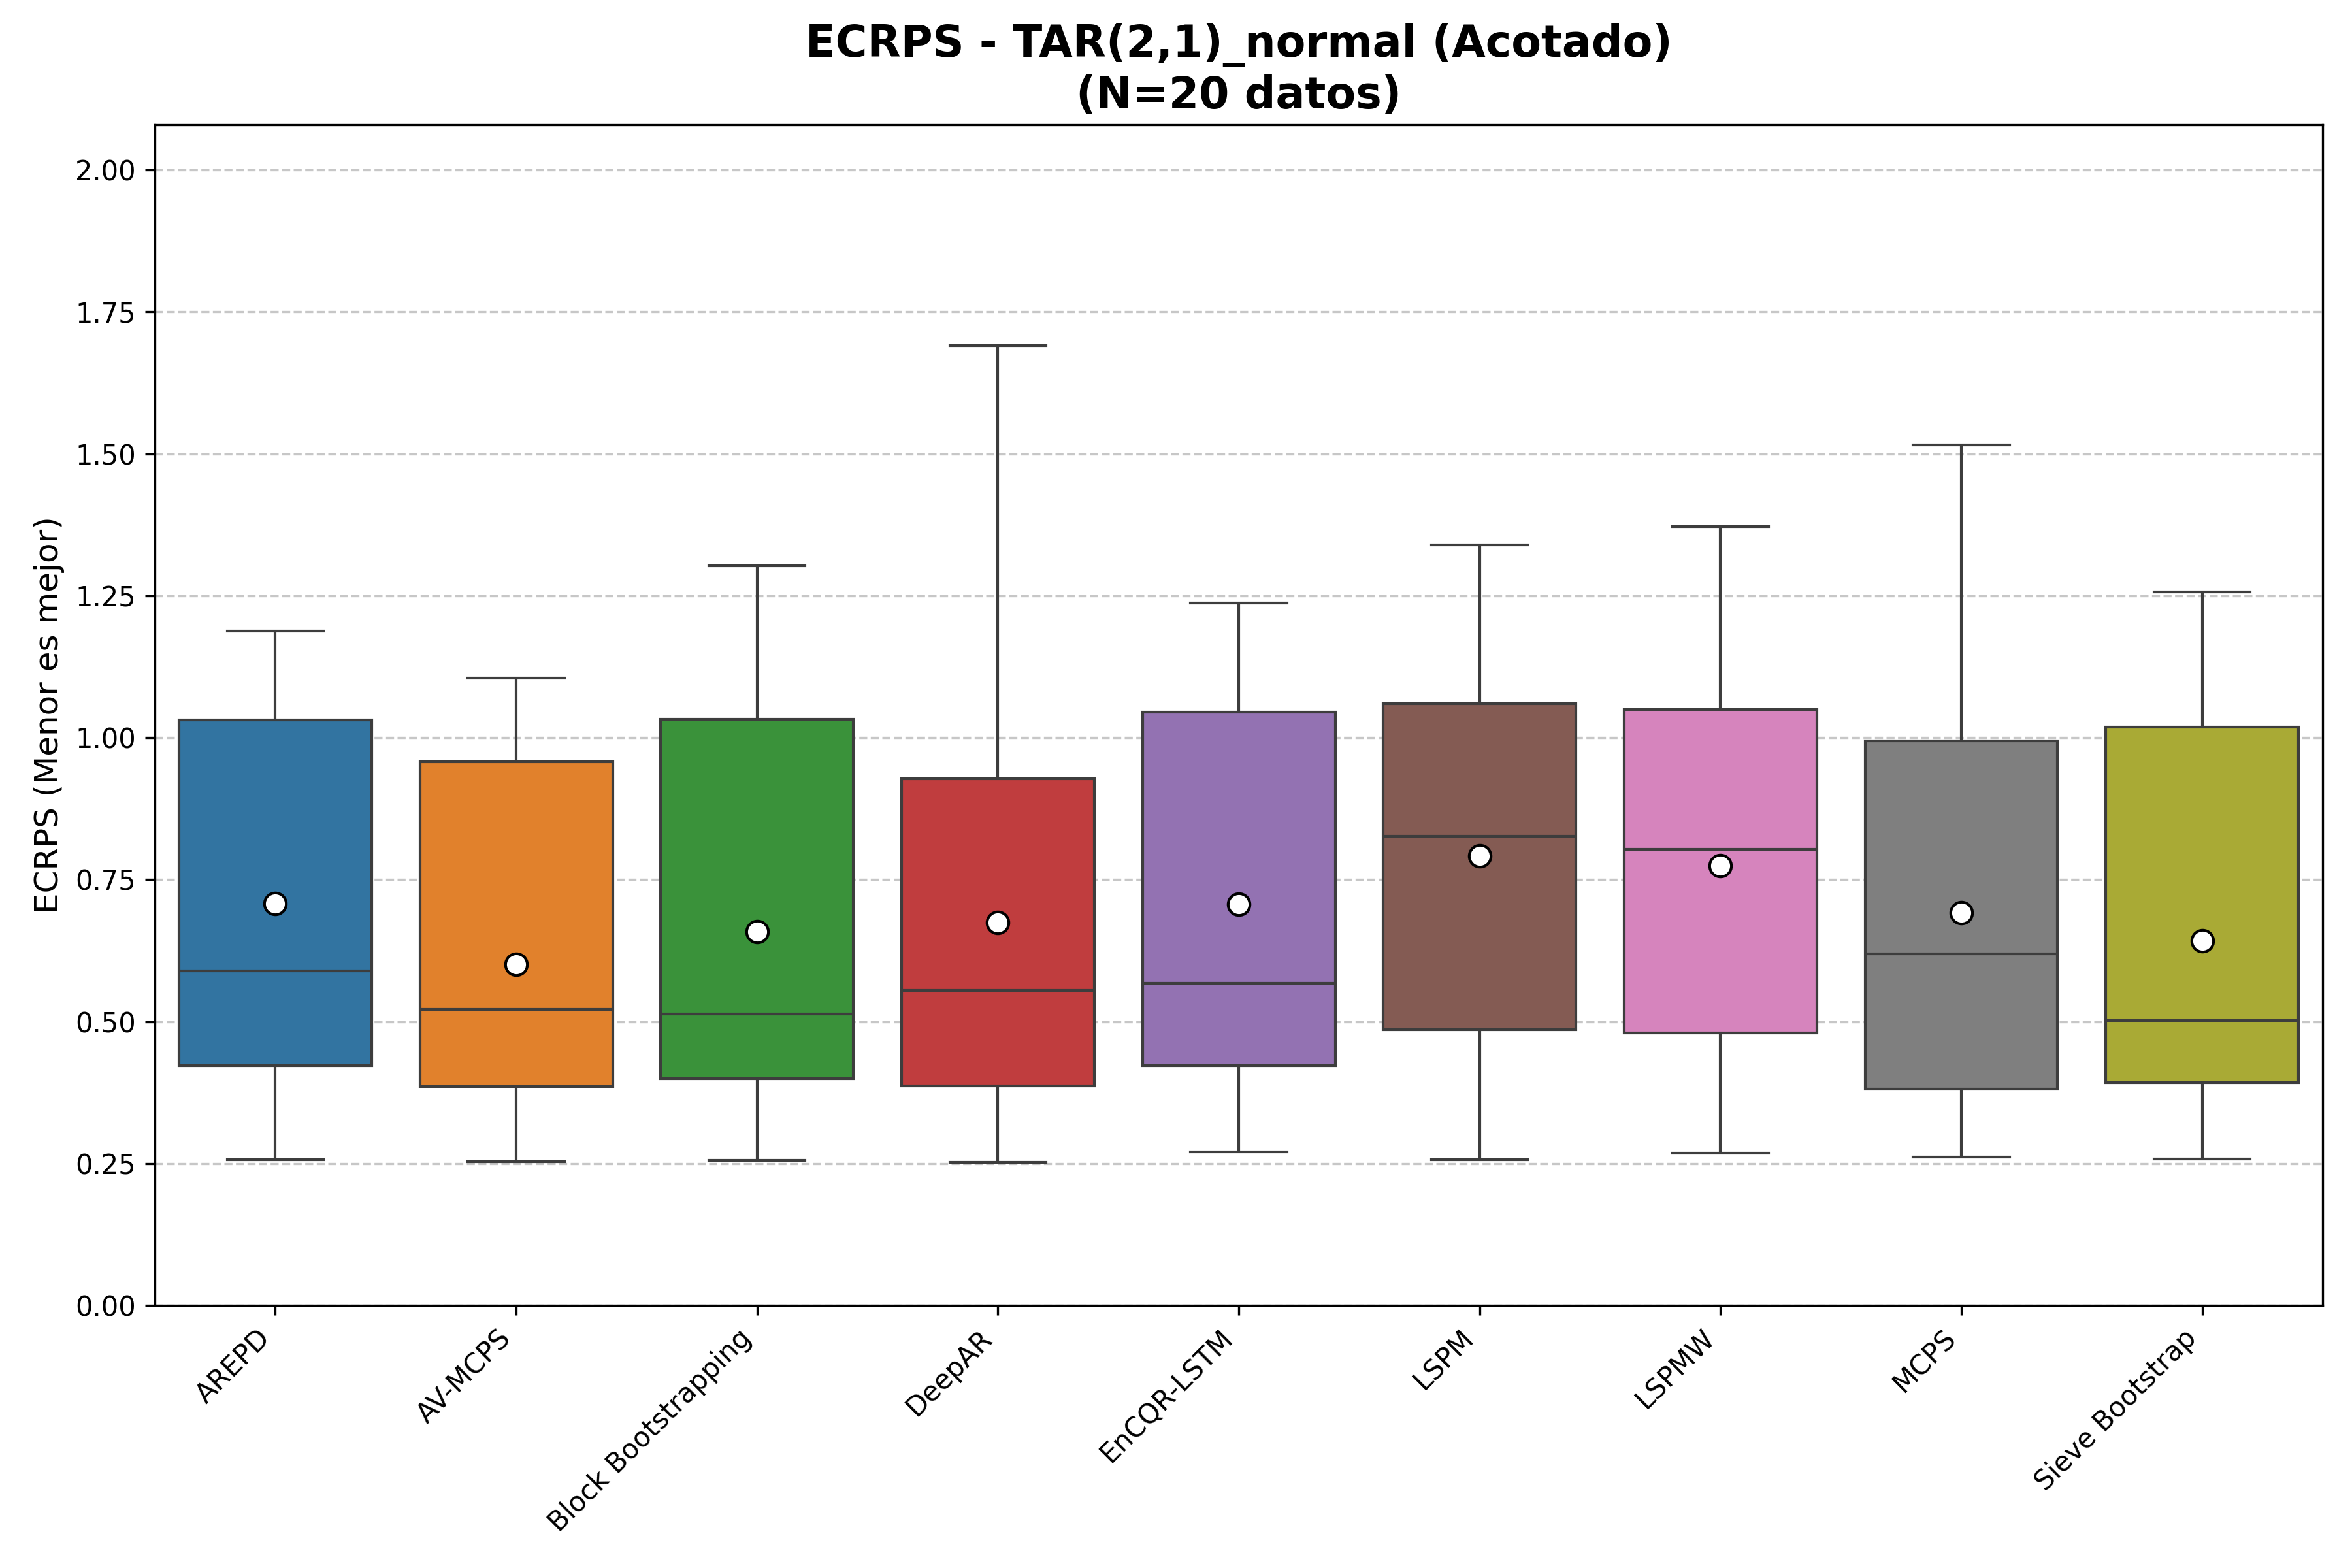 ECRPS - TAR(2,1)_normal (Acotado)
(N=20 datos)
ECRPS (Menor es mejor)
2.00
1.75
1.50
1.25
1.00
0.75
0.50
0.25
0.00
AREPD
AV-MCPS
Block Bootstrapping
DeepAR
EnCQR-LSTM
LSPM
LSPMW
MCPS
Sieve Bootstrap